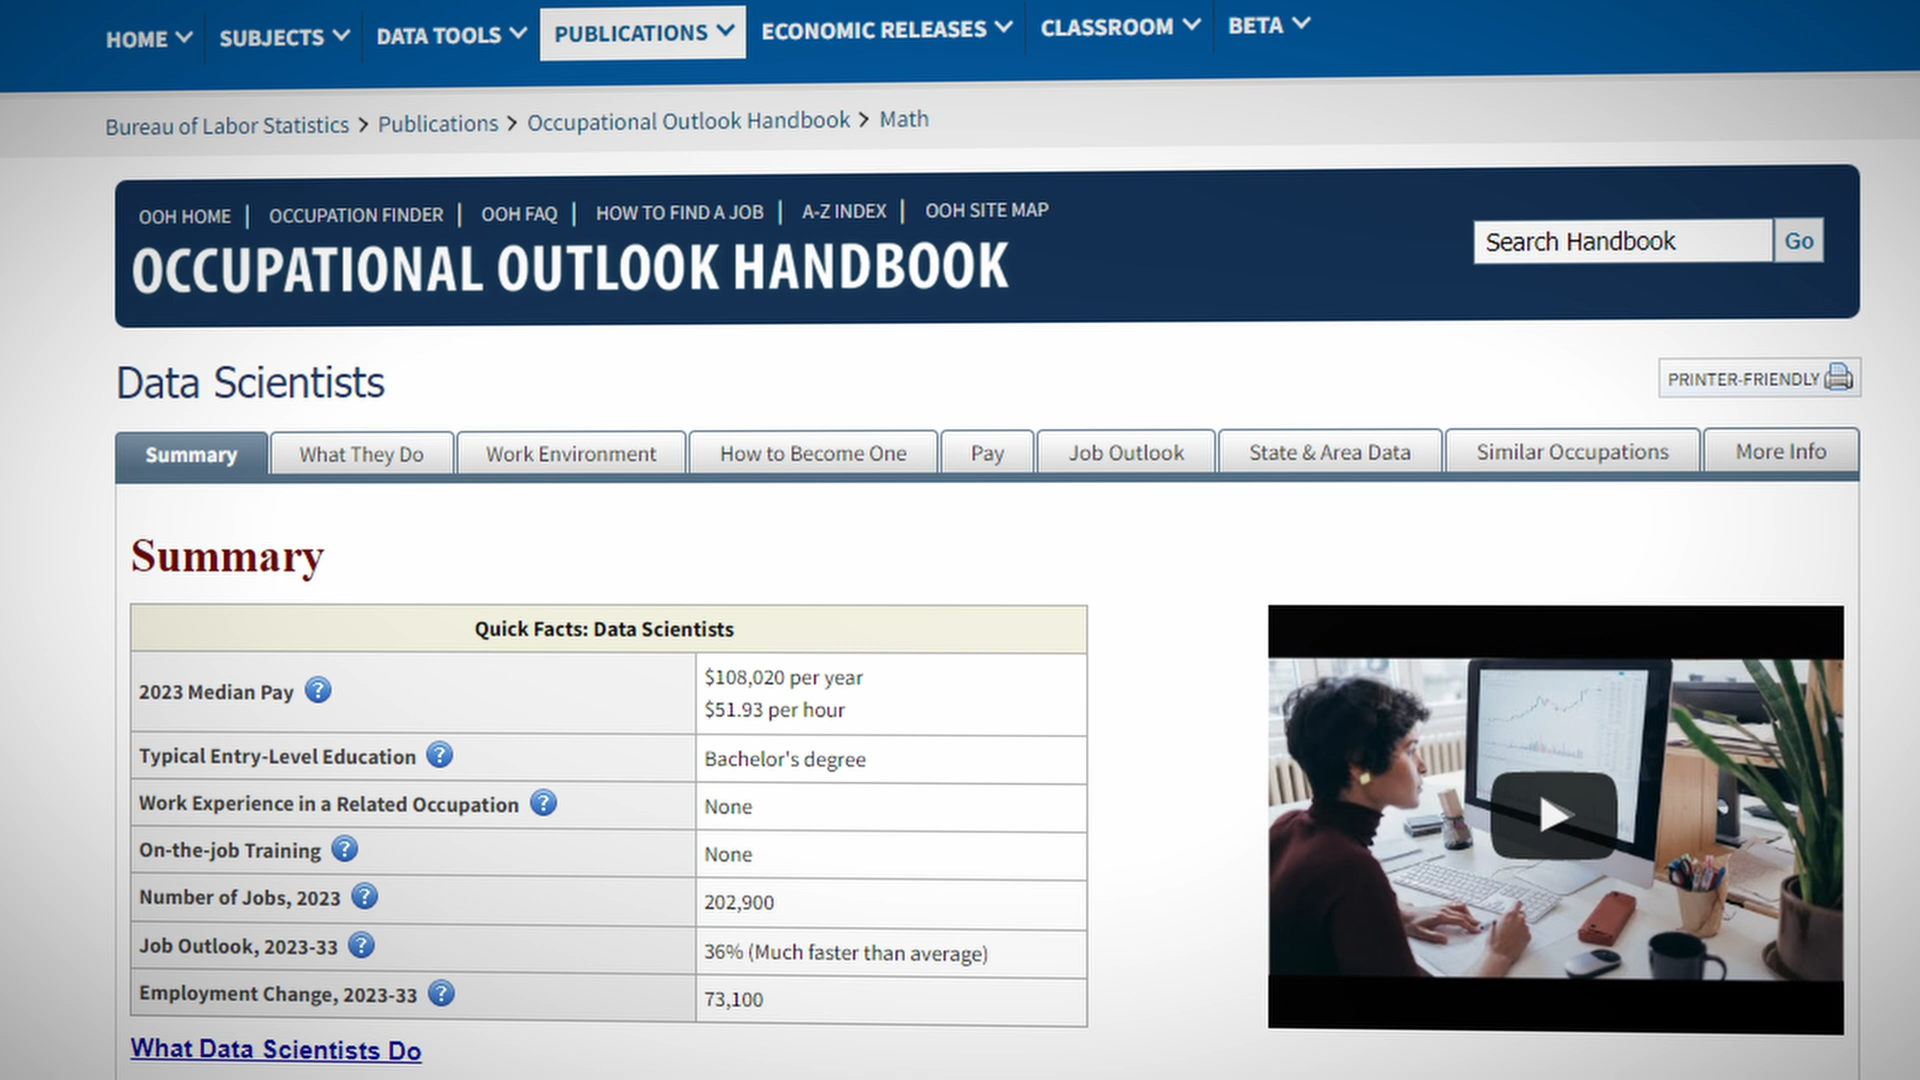 HOME SUBJECTS DATA TOOLS PUBLICATIONS ECONOMIC RELEASES CLASSROOM BETA
Bureau of Labor Statistics > Publications > Occupational Outlook Handbook > Math
OOH HOME | OCCUPATION FINDER | OOH FAQ | HOW TO FIND A JOB | A-Z INDEX | OOH SITE MAP
OCCUPATIONAL OUTLOOK HANDBOOK
Search Handbook Go
Data Scientists
PRINTER-FRIENDLY
Summary What They Do Work Environment How to Become One Pay Job Outlook State & Area Data Similar Occupations More Info
Summary
Quick Facts: Data Scientists
2023 Median Pay ? $108,020 per year
$51.93 per hour
Typical Entry-Level Education ? Bachelor's degree
Work Experience in a Related Occupation ? None
On-the-job Training ? None
Number of Jobs, 2023 ? 202,900
Job Outlook, 2023-33 ? 36% (Much faster than average)
Employment Change, 2023-33 ? 73,100
What Data Scientists Do